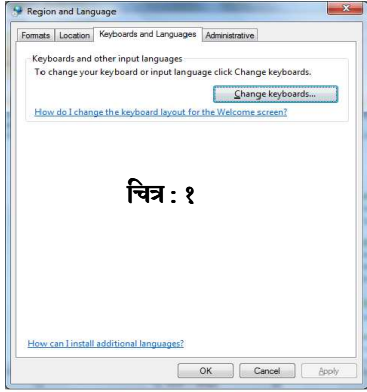 Region and Language
Formats Location Keyboards and Languages Administrative
Keyboards and other input languages
To change your keyboard or input language click Change keyboards.
Change keyboards...
How do I change the keyboard layout for the Welcome screen?
चित्र : १
How can I install additional languages?
OK Cancel Apply